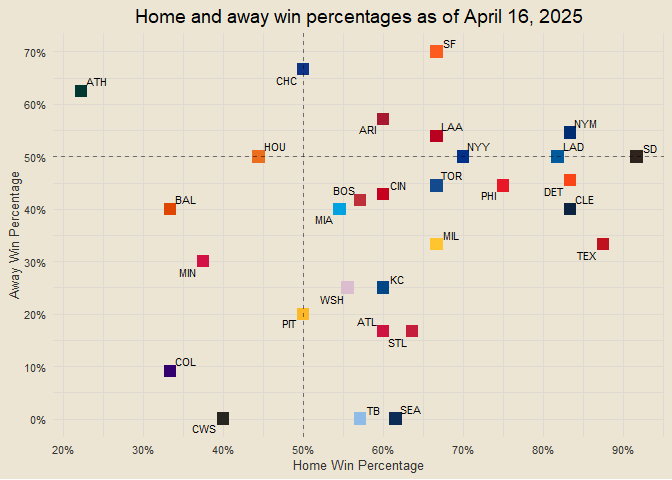 Home and away win percentages as of April 16, 2025
70%
60%
50%
40%
30%
20%
10%
0%
Away Win Percentage
SF
CHC
ATH
ARI
LAA
NYM
HOU
NYY
LAD
SD
TOR
PHI
DET
CIN
BOS
CLE
BAL
MIA
MIL
TEX
MIN
KC
WSH
PIT
ATL
STL
COL
CWS
TB
SEA
20% 30% 40% 50% 60% 70% 80% 90%
Home Win Percentage